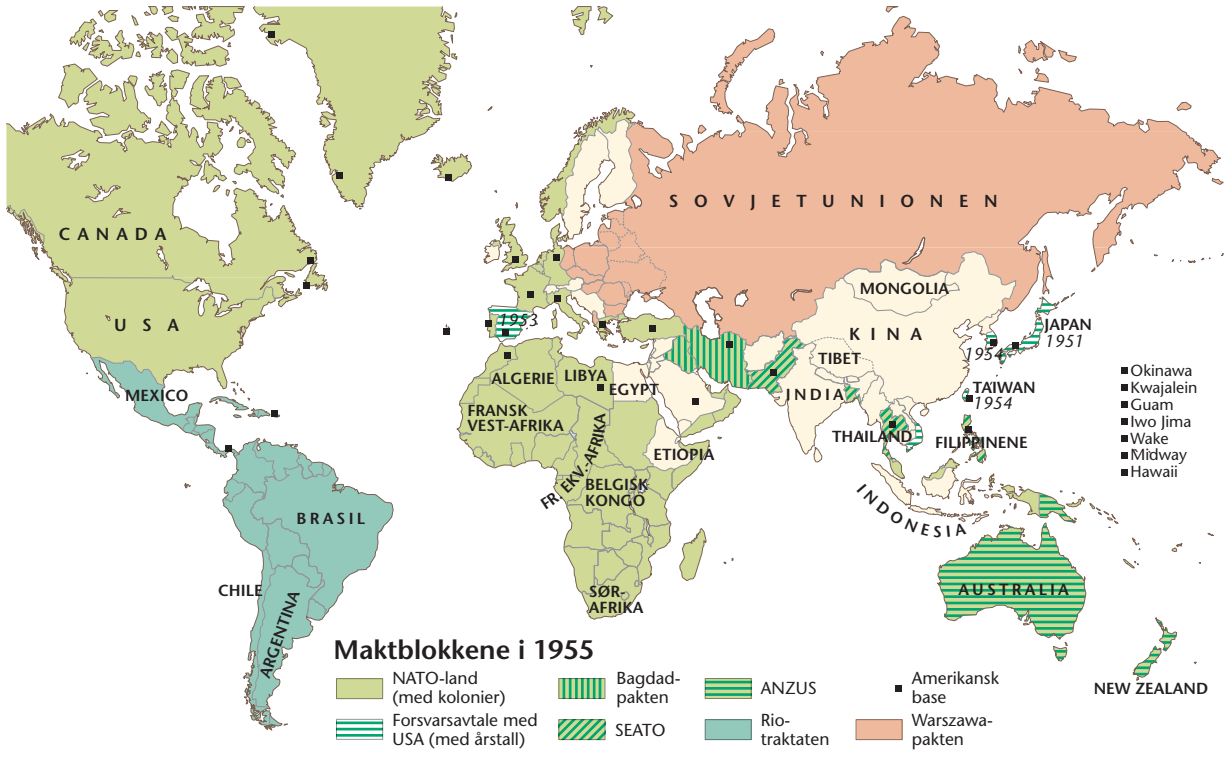 SOVJETUNIONEN
CANADA
MONGOLIA
USA
1953
KINA
JAPAN
1951
1954
TIBET
Okinawa
Kwajalein
Guam
Iwo Jima
Wake
Midway
Hawaii
ALGERIE
LIBYA
EGYPT
MEXICO
INDIA
TAIWAN
1954
FRANSK
VEST-AFRIKA
THAILAND
FILIPPINENE
ETIOPIA
FR. EKV.-AFRIKA
BELGISK
KONGO
INDONESIA
BRASIL
CHILE
ARGENTINA
SØR-
AFRIKA
AUSTRALIA
NEW ZEALAND
Maktblokkene i 1955
NATO-land
(med kolonier)
Bagdad-
pakten
ANZUS
Amerikansk
base
Forsvarsavtale med
USA (med årstall)
SEATO
Rio-
traktaten
Warszawa-
pakten